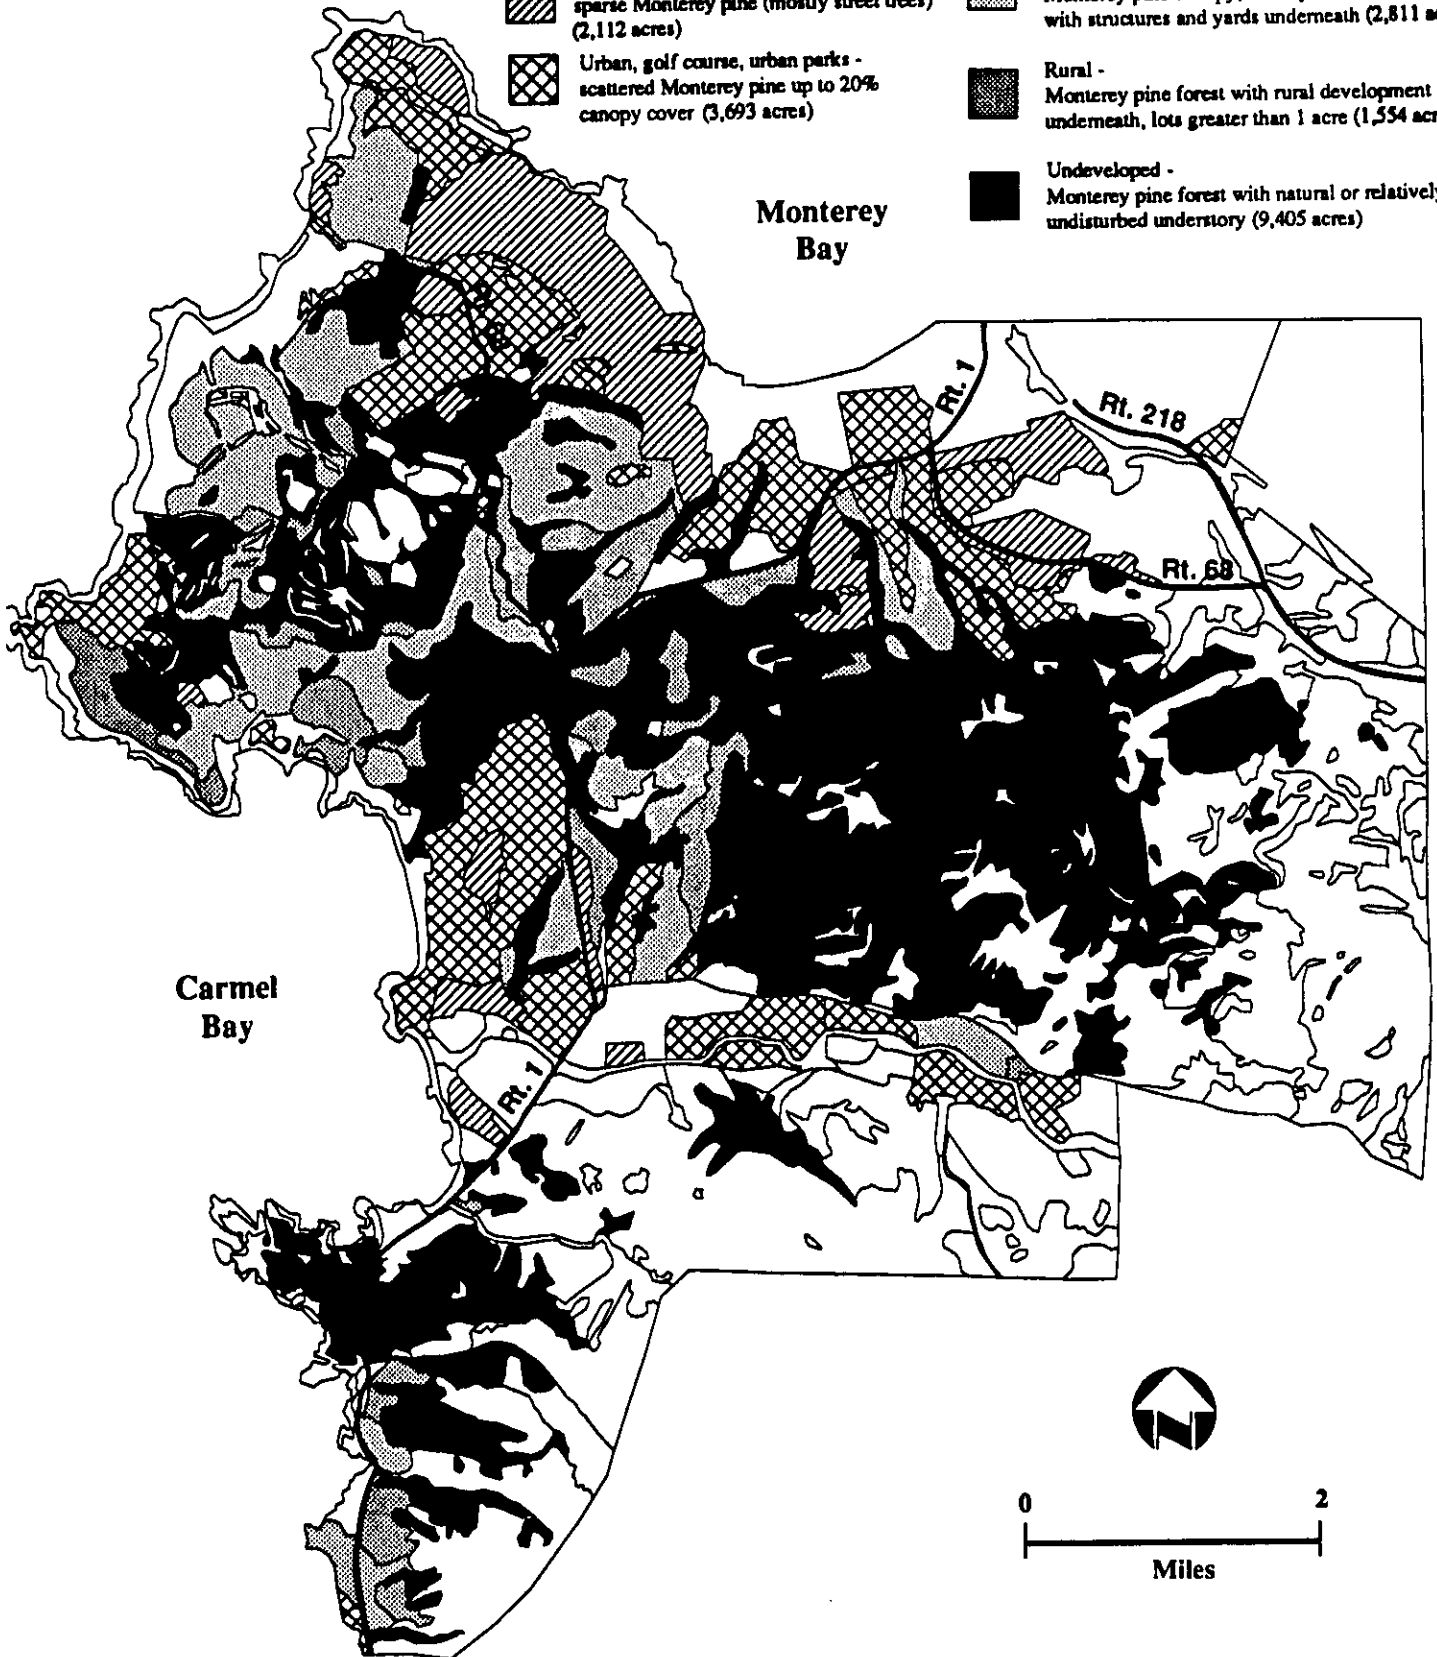 sparse Monterey pine (mostly street trees)
(2,112 acres)
Urban, golf course, urban parks -
scattered Monterey pine up to 20%
canopy cover (3,693 acres)
with structures and yards underneath (2,811
Rural -
Monterey pine forest with rural development
underneath, lots greater than 1 acre (1,554
Undeveloped -
Monterey pine forest with natural or relatively
undisturbed understory (9,405 acres)
Monterey
Bay
Rt. 1
Rt. 218
Rt. 68
Carmel
Bay
Rt. 1
N
0 2
Miles